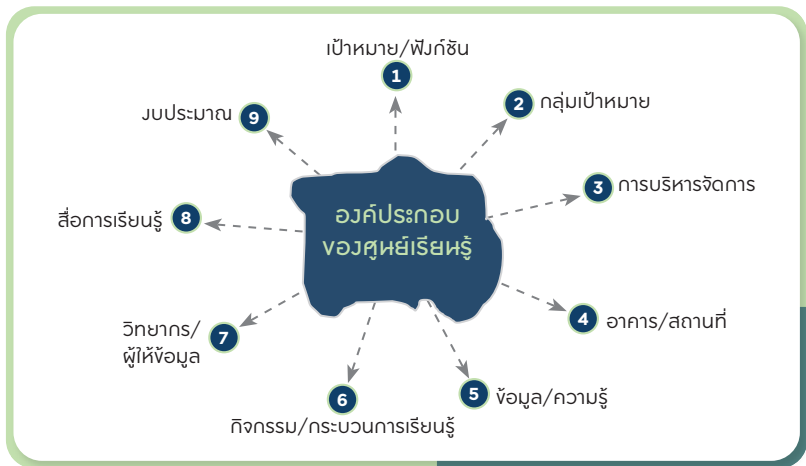 องค์ประกอบ
ของศูนย์เรียนรู้
เป้าหมาย/ฟังก์ชัน
1
2 กลุ่มเป้าหมาย
3 การบริหารจัดการ
4 อาคาร/สถานที่
5 ข้อมูล/ความรู้
6
กิจกรรม/กระบวนการเรียนรู้
วิทยากร/
ผู้ให้ข้อมูล
7
สื่อการเรียนรู้ 8
งบประมาณ 9